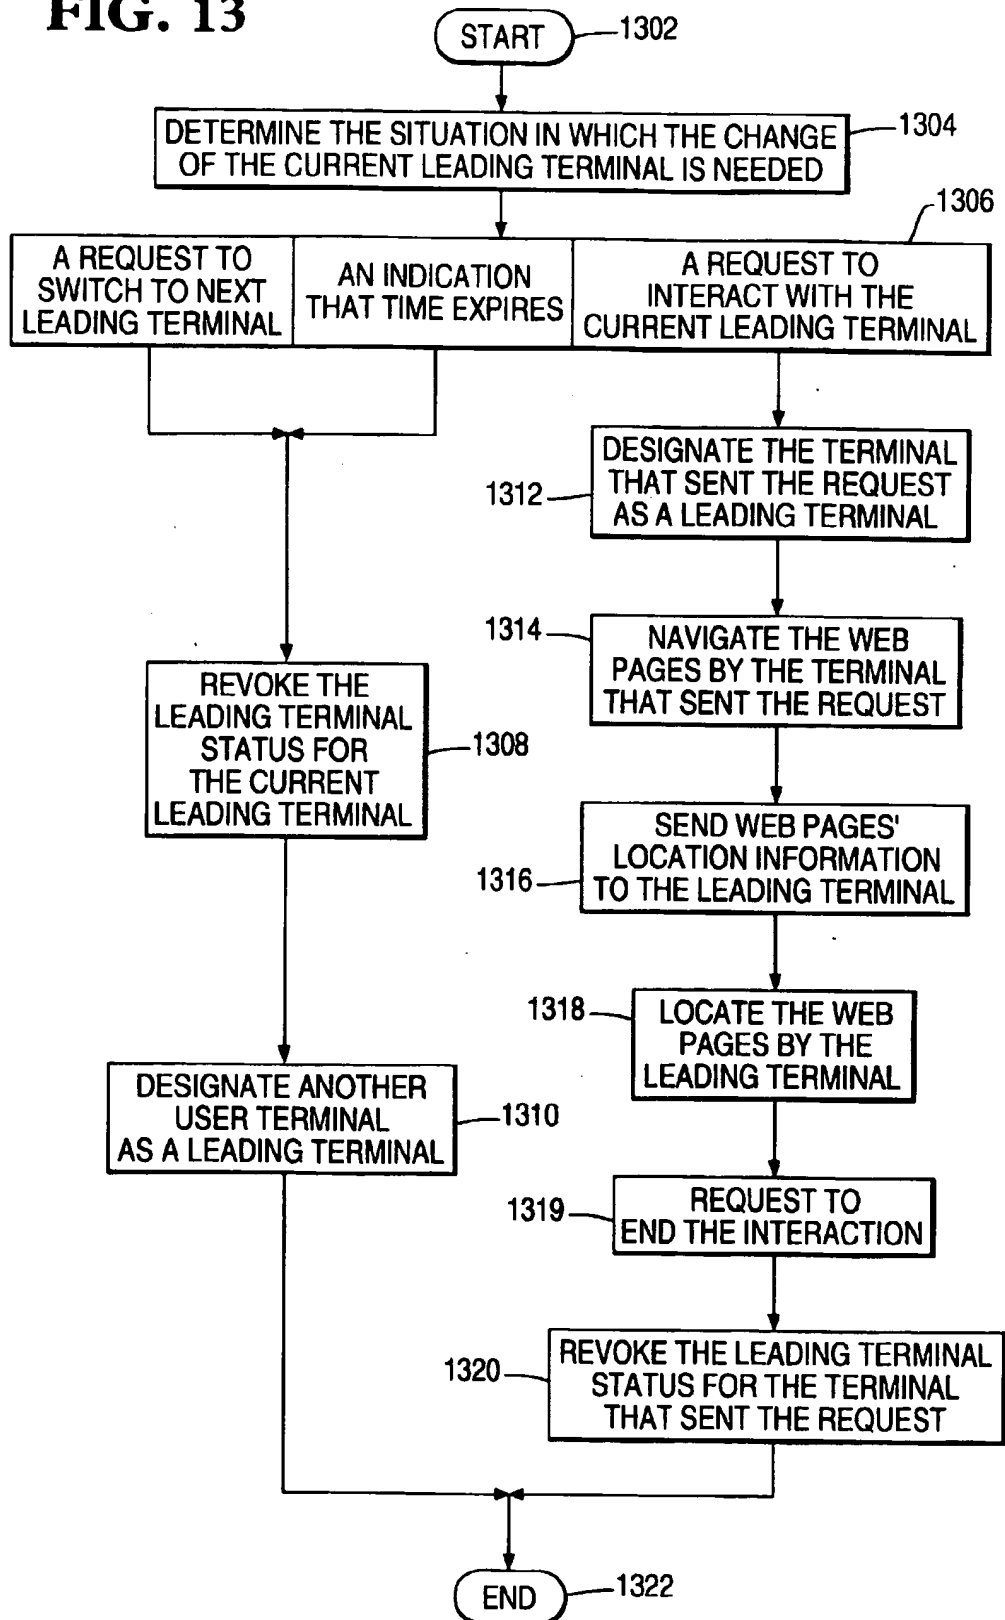 FIG. 13
START
1302
DETERMINE THE SITUATION IN WHICH THE CHANGE
OF THE CURRENT LEADING TERMINAL IS NEEDED
1304
1306
A REQUEST TO
SWITCH TO NEXT
LEADING TERMINAL
AN INDICATION
THAT TIME EXPIRES
A REQUEST TO
INTERACT WITH THE
CURRENT LEADING TERMINAL
DESIGNATE THE TERMINAL
THAT SENT THE REQUEST
AS A LEADING TERMINAL
1312
NAVIGATE THE WEB
PAGES BY THE TERMINAL
THAT SENT THE REQUEST
1314
REVOKE THE
LEADING TERMINAL
STATUS FOR
THE CURRENT
LEADING TERMINAL
1308
SEND WEB PAGES'
LOCATION INFORMATION
TO THE LEADING TERMINAL
1316
LOCATE THE WEB
PAGES BY THE
LEADING TERMINAL
1318
DESIGNATE ANOTHER
USER TERMINAL
AS A LEADING TERMINAL
1310
REQUEST TO
END THE INTERACTION
1319
REVOKE THE LEADING TERMINAL
STATUS FOR THE TERMINAL
THAT SENT THE REQUEST
1320
END
1322